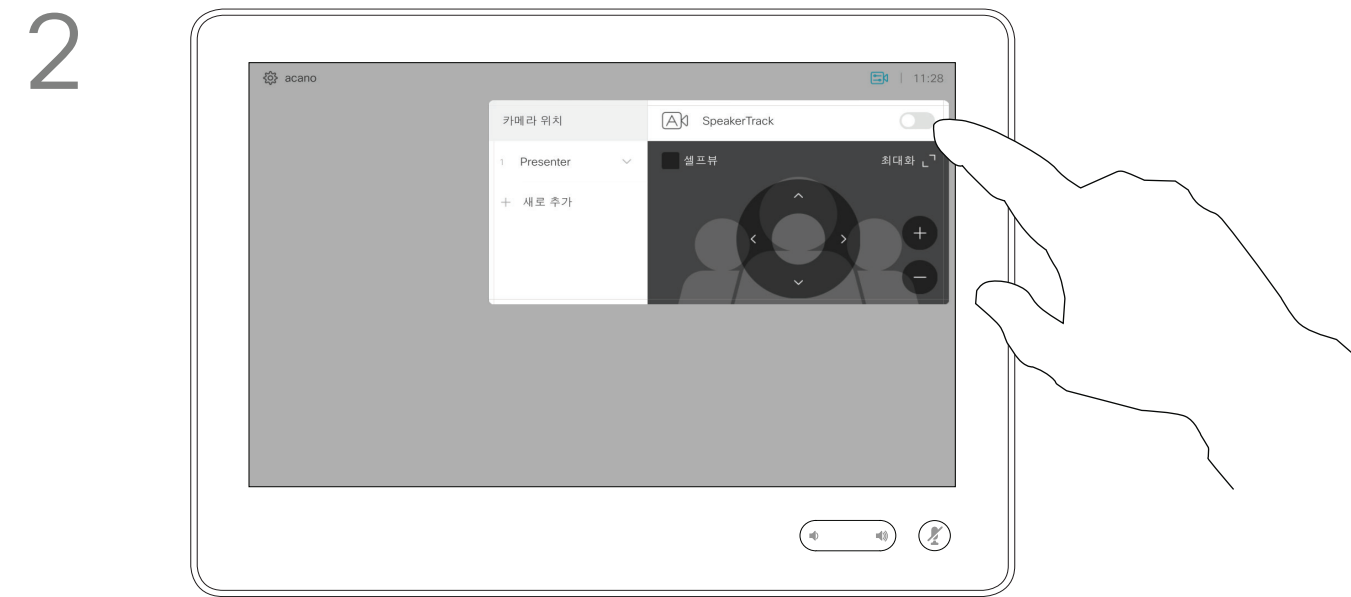 2
acano
11:28
카메라 위치
SpeakerTrack
1 Presenter
셀프뷰
최대화
+ 새로 추가